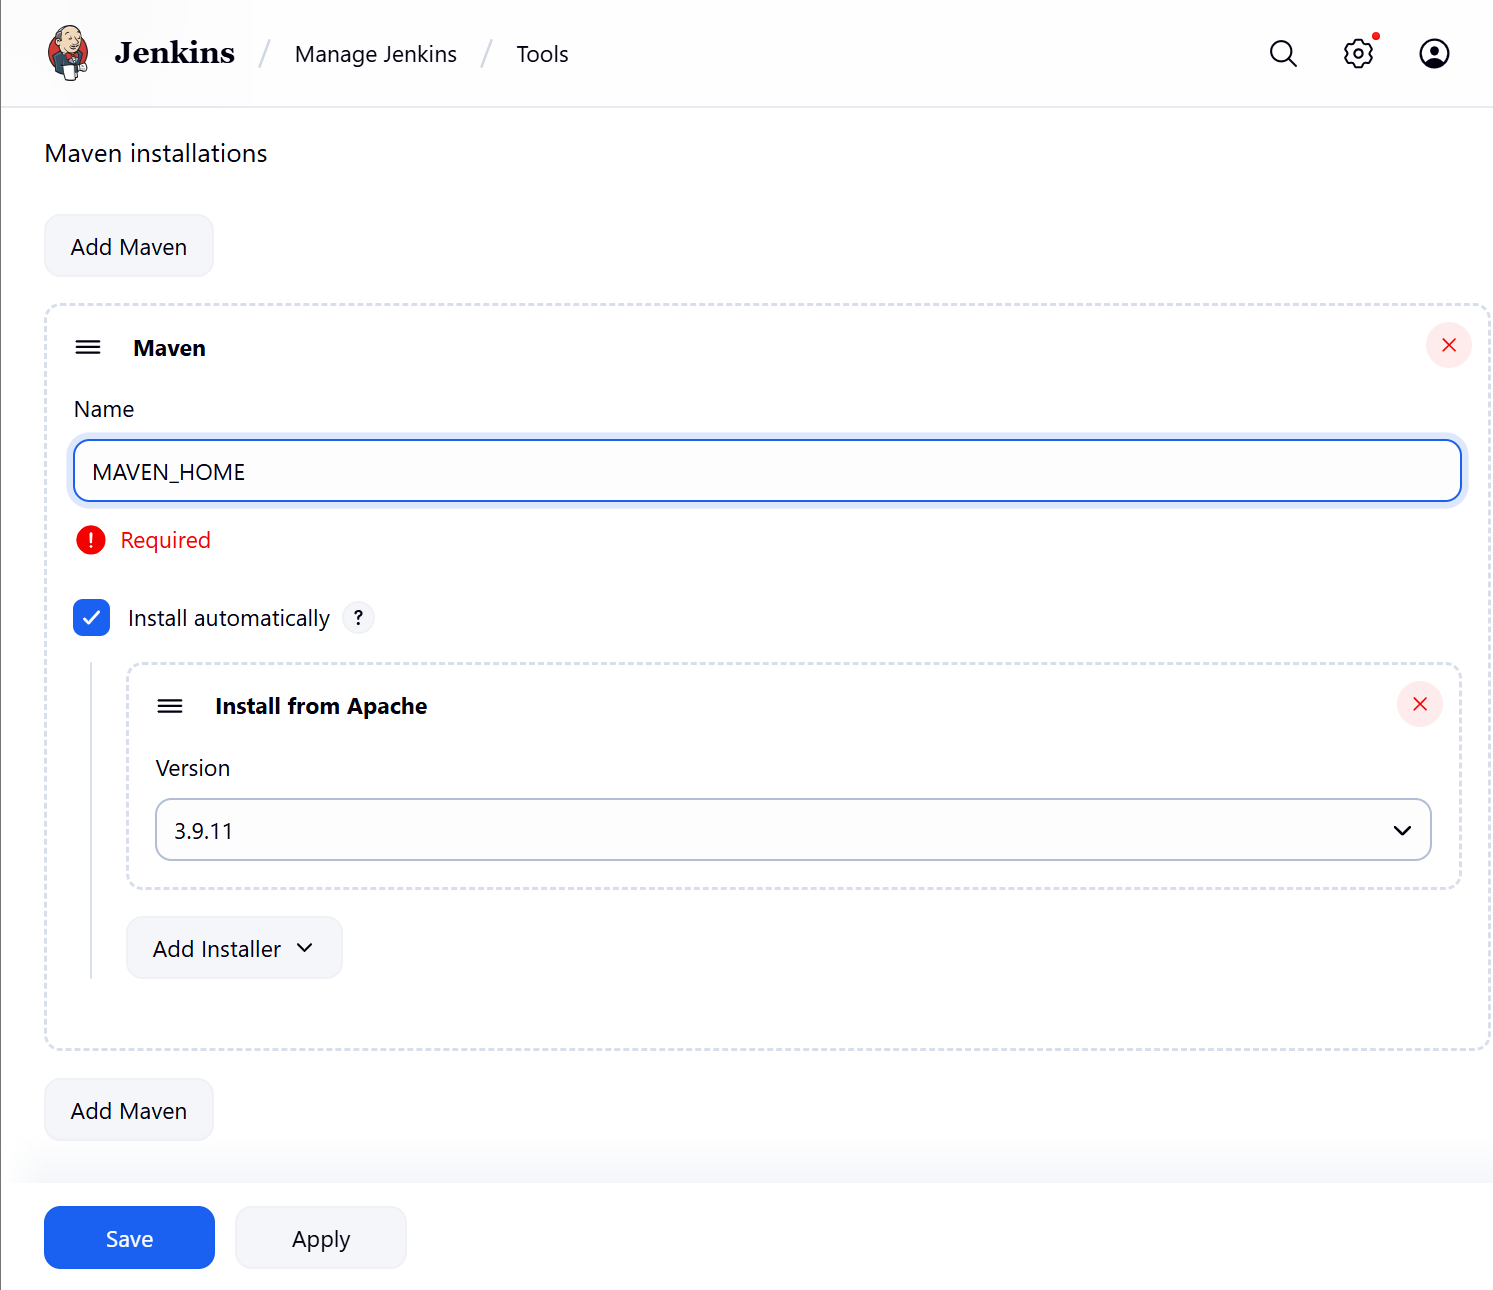 Jenkins / Manage Jenkins / Tools
Maven installations
Add Maven
Maven
Name
MAVEN_HOME
! Required
Install automatically ?
Install from Apache
Version
3.9.11
Add Installer
Add Maven
Save Apply